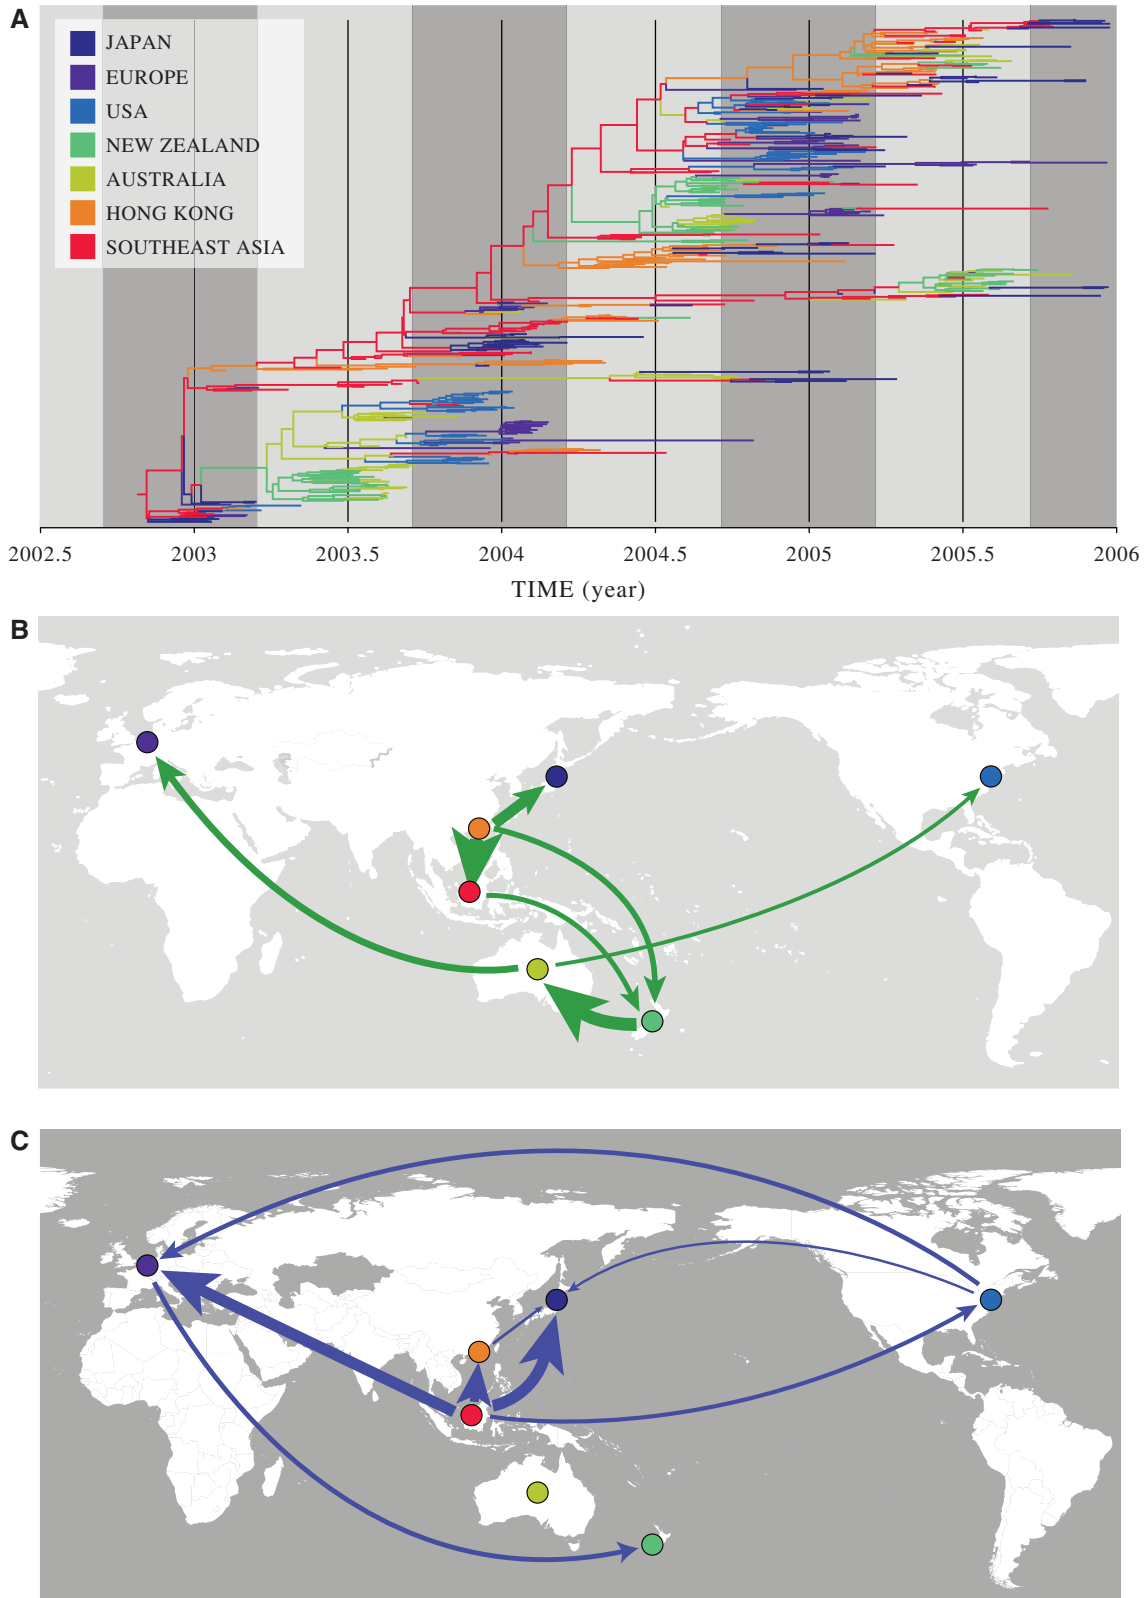 A
JAPAN
EUROPE
USA
NEW ZEALAND
AUSTRALIA
HONG KONG
SOUTHEAST ASIA
2002.5 2003 2003.5 2004 2004.5 2005 2005.5 2006
TIME (year)
B
C